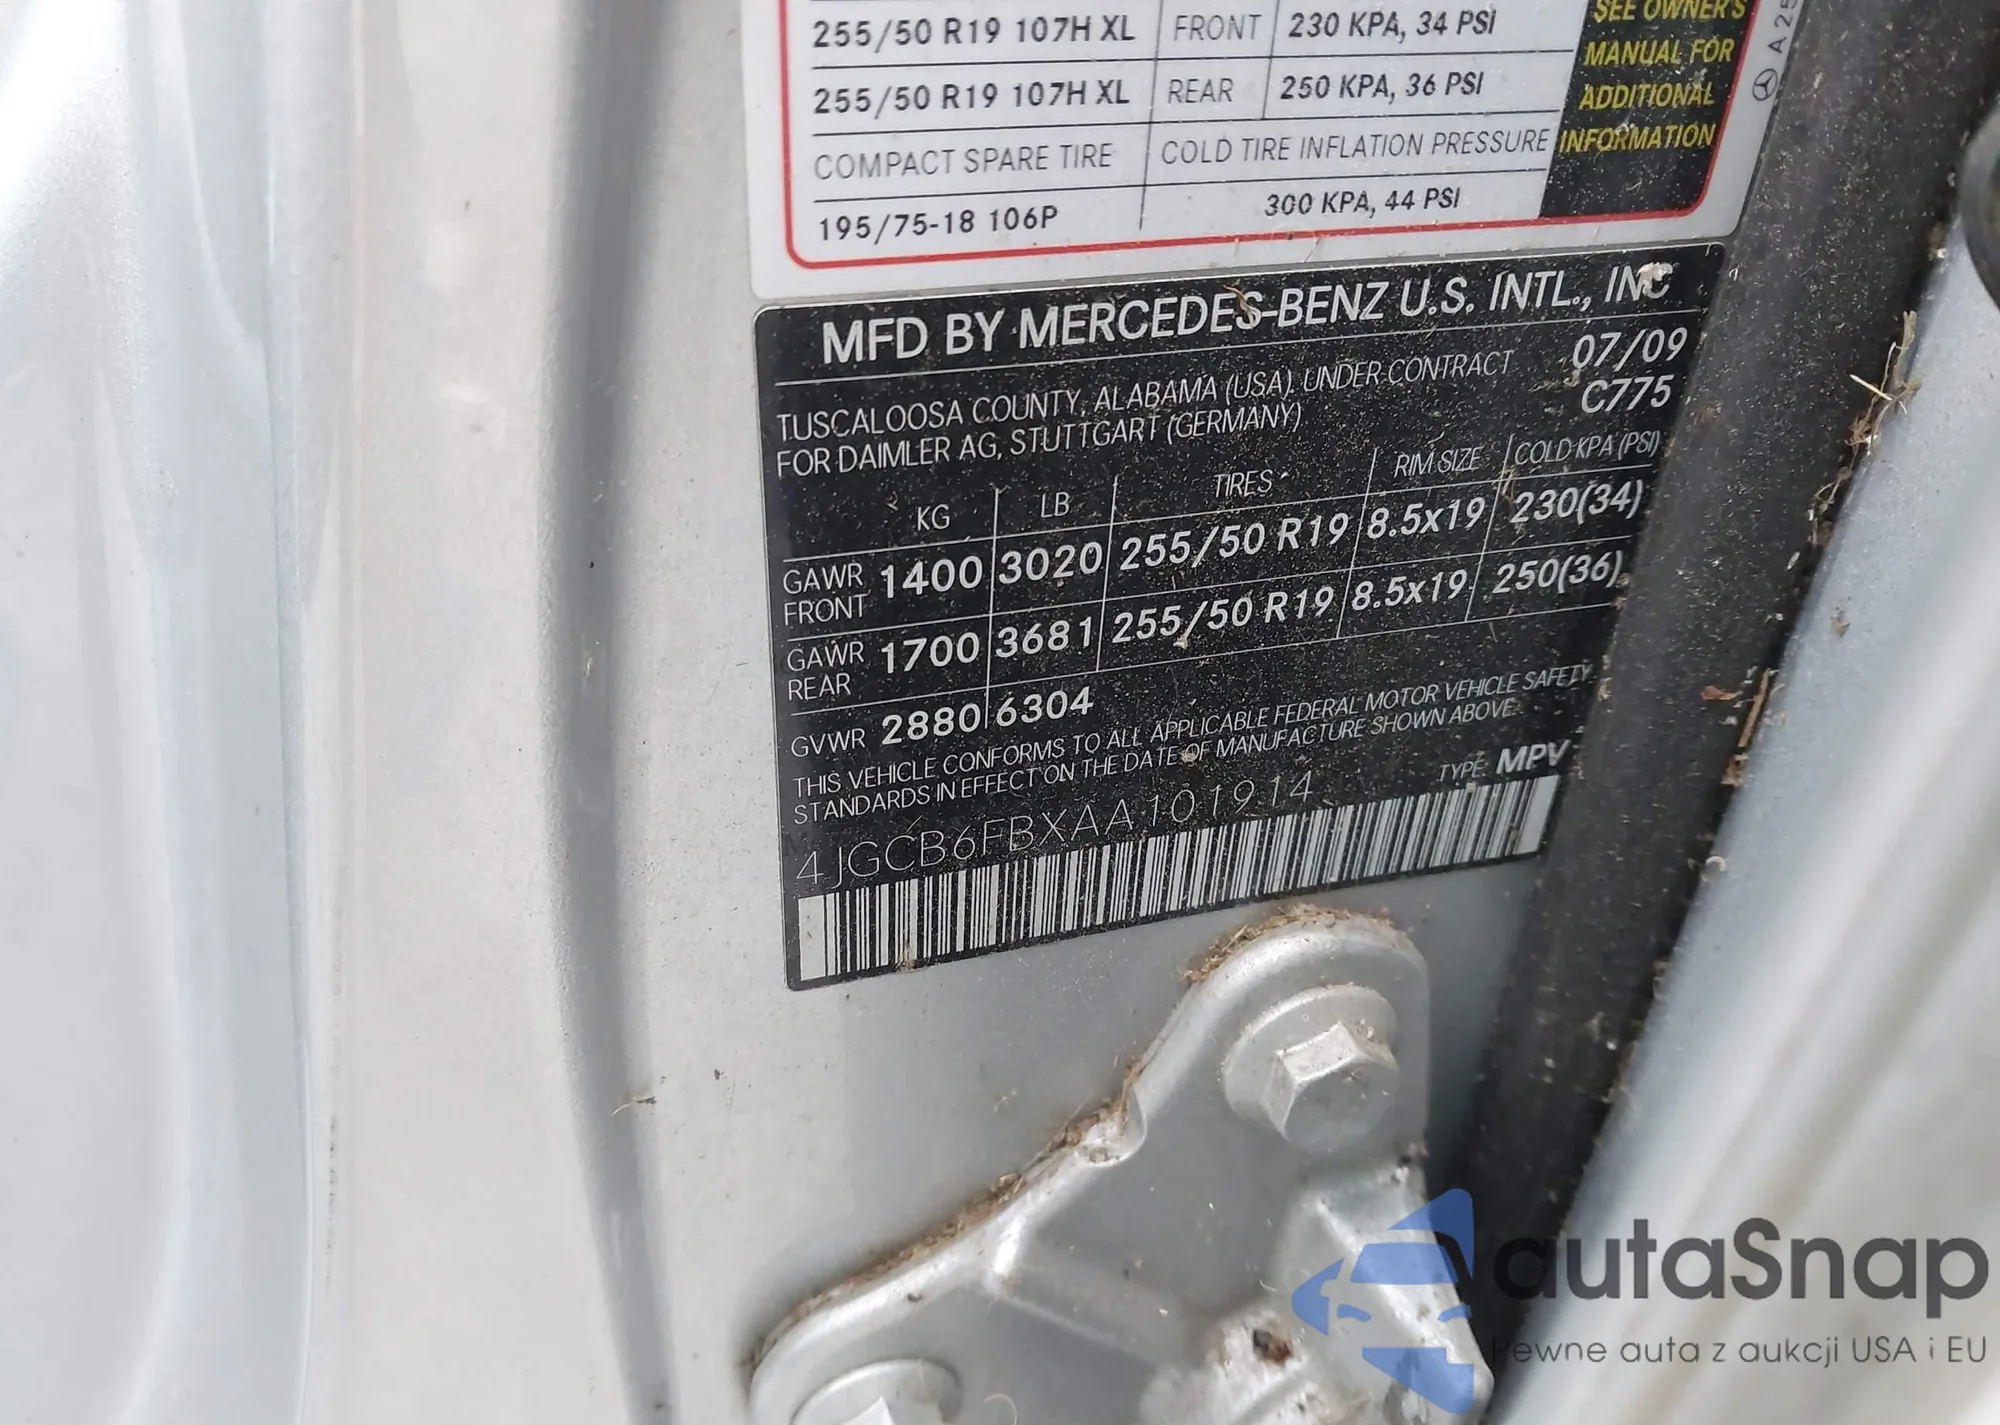 255/50 R19 107H XL FRONT 230 KPA, 34 PSI
255/50 R19 107H XL REAR 250 KPA, 36 PSI
COMPACT SPARE TIRE COLD TIRE INFLATION PRESSURE
195/75-18 106P 300 KPA, 44 PSI
SEE OWNER'S
MANUAL FOR
ADDITIONAL
INFORMATION
A 25
MFD BY MERCEDES-BENZ U.S. INTL., INC
TUSCALOOSA COUNTY, ALABAMA (USA) UNDER CONTRACT 07/09
FOR DAIMLER AG, STUTTGART (GERMANY) C775
KG LB TIRES RIM SIZE COLD KPA (PSI)
GAWR FRONT 1400 3020 255/50 R19 8.5x19 230(34)
GAWR REAR 1700 3681 255/50 R19 8.5x19 250(36)
GVWR 2880 6304
THIS VEHICLE CONFORMS TO ALL APPLICABLE FEDERAL MOTOR VEHICLE SAFETY
STANDARDS IN EFFECT ON THE DATE OF MANUFACTURE SHOWN ABOVE.
TYPE: MPV
4JGCB6FBXAA101914
autaSnap
Pewne auta z aukcji USA i EU